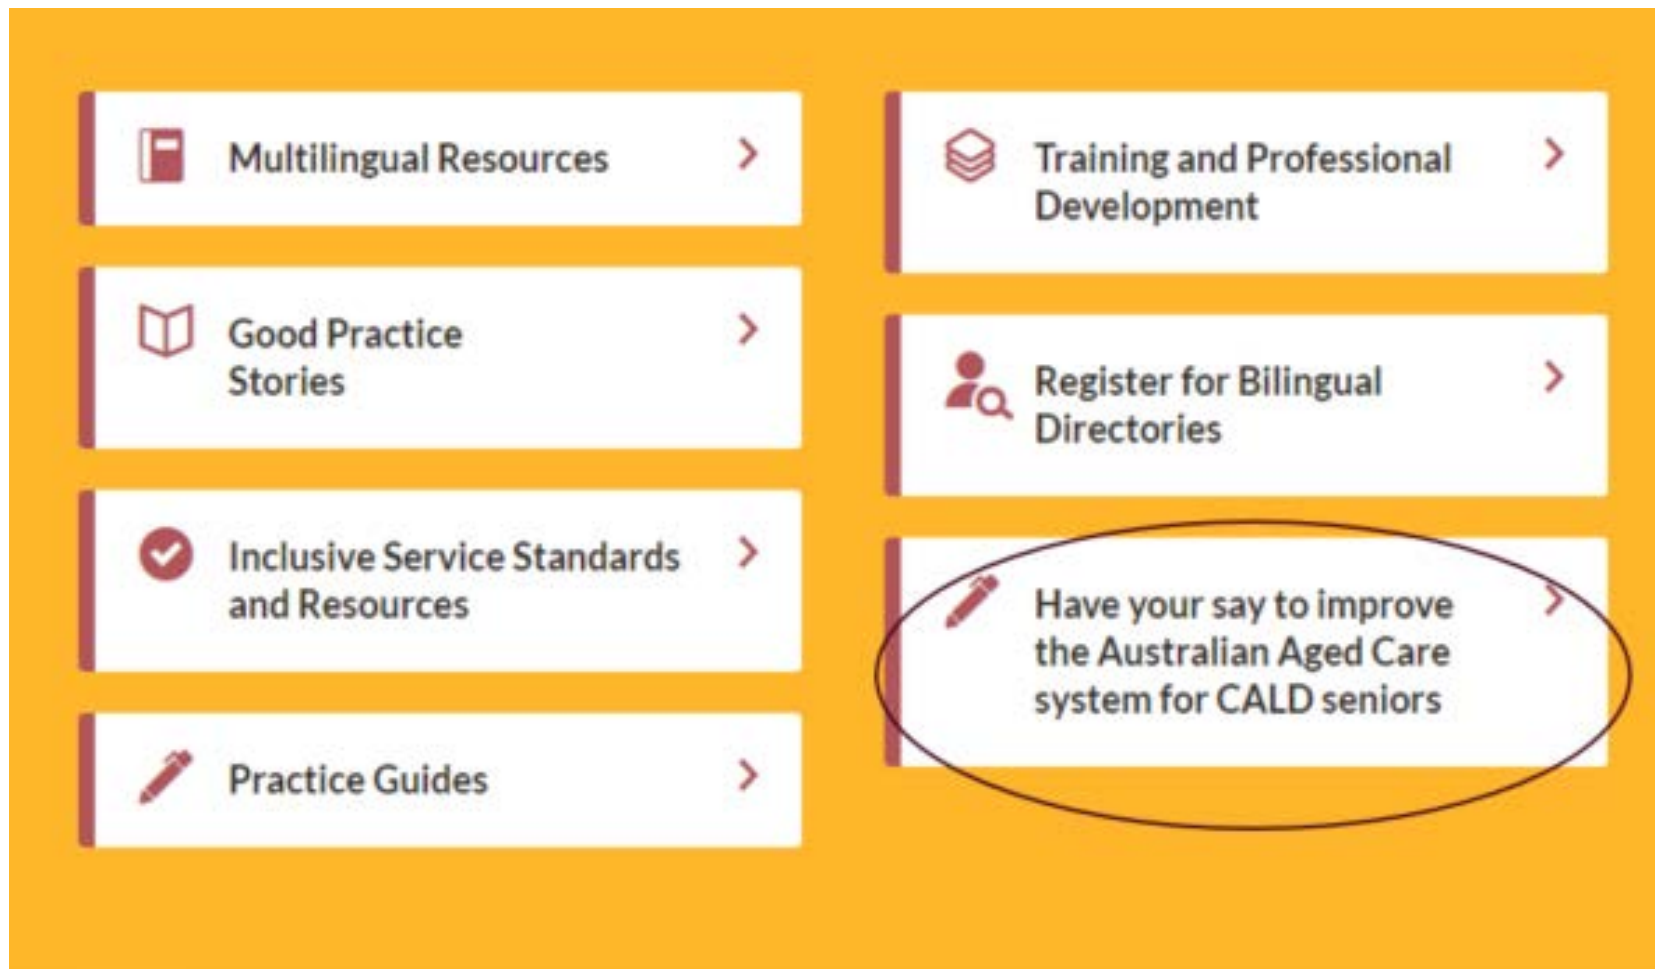 Multilingual Resources
Good Practice
Stories
Inclusive Service Standards
and Resources
Practice Guides
Training and Professional
Development
Register for Bilingual
Directories
Have your say to improve
the Australian Aged Care
system for CALD seniors